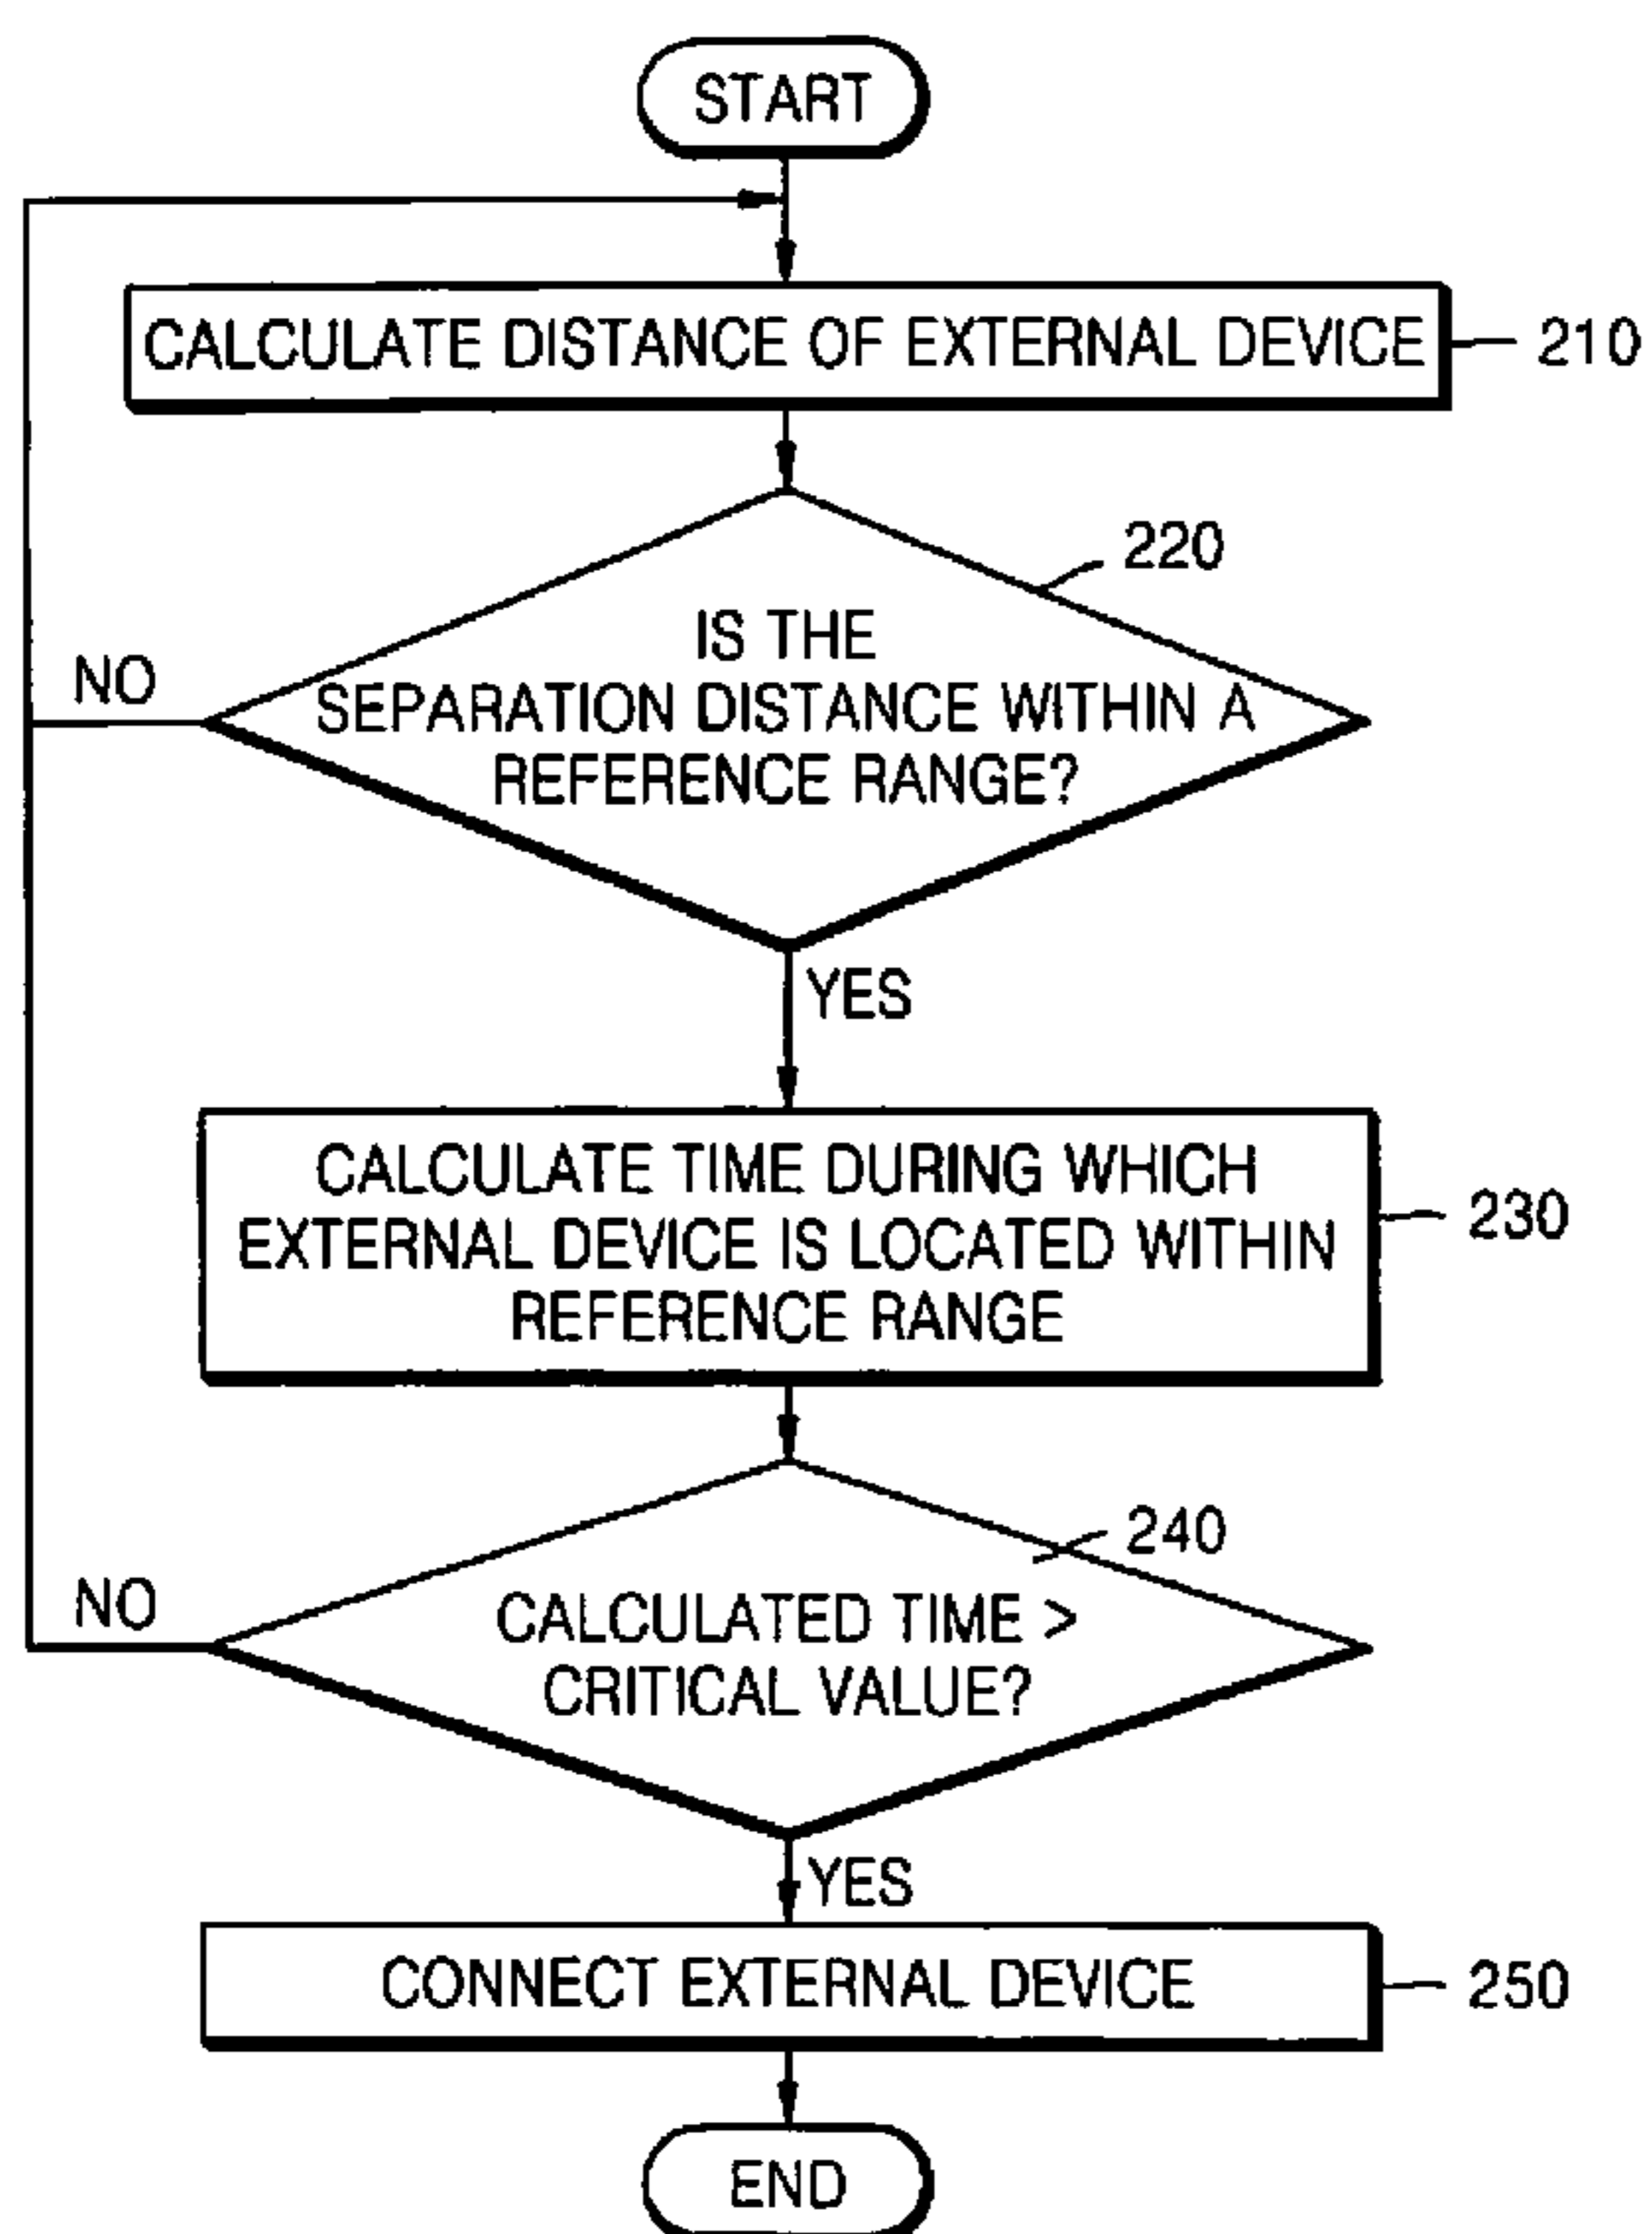 START
CALCULATE DISTANCE OF EXTERNAL DEVICE
210
220
IS THE
SEPARATION DISTANCE WITHIN A
REFERENCE RANGE?
NO
YES
CALCULATE TIME DURING WHICH
EXTERNAL DEVICE IS LOCATED WITHIN
REFERENCE RANGE
230
240
CALCULATED TIME >
CRITICAL VALUE?
NO
YES
CONNECT EXTERNAL DEVICE
250
END